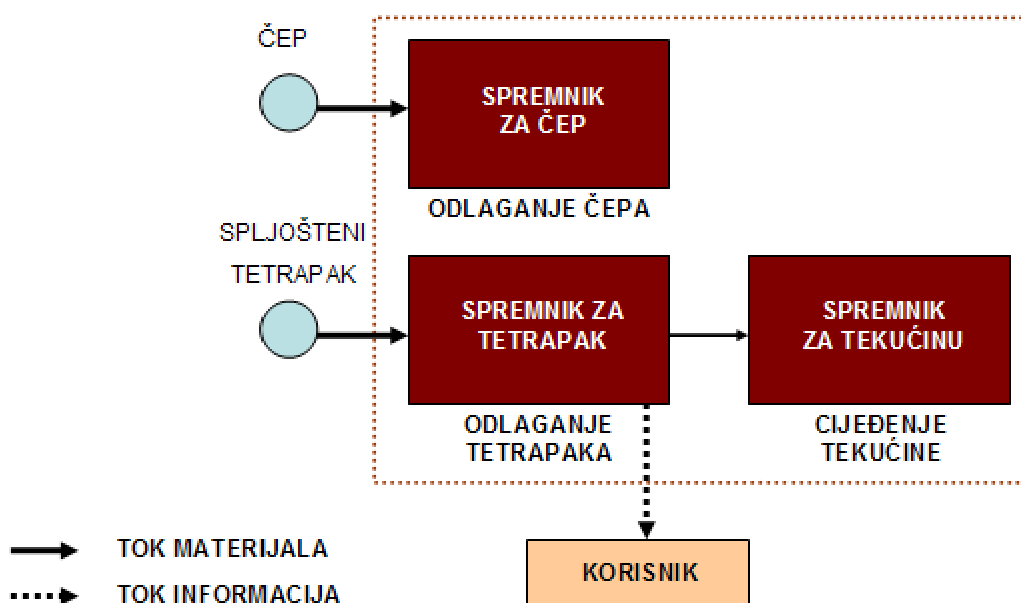 ČEP
SPREMNIK
ZA ČEP
ODLAGANJE ČEPA
SPLJOŠTENI
TETRAPAK
SPREMNIK ZA
TETRAPAK
SPREMNIK
ZA TEKUĆINU
ODLAGANJE
TETRAPAKA
CIJEĐENJE
TEKUĆINE
TOK MATERIJALA
KORISNIK
TOK INFORMACIJA